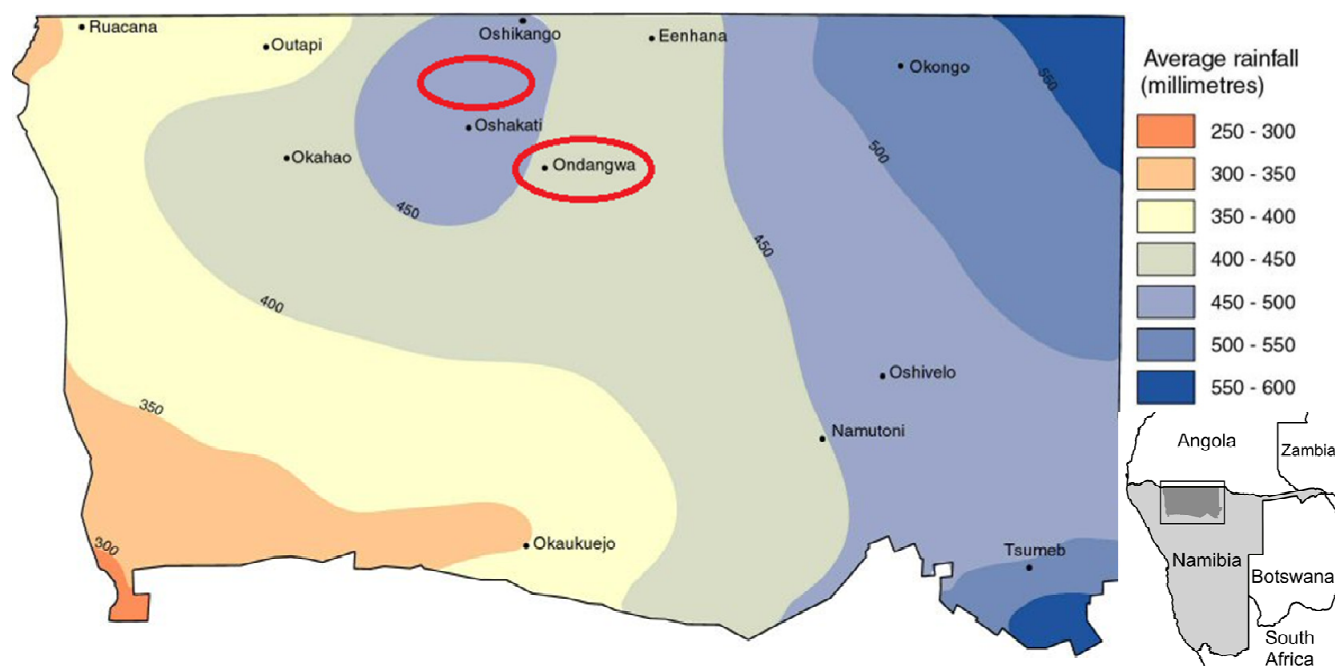 Ruacana
Outapi
Oshikango
Eenhana
Okongo
550
Oshakati
Okahao
Ondangwa
500
450
450
400
Oshivelo
350
Namutoni
300
Okaukuejo
Tsumeb
Average rainfall
(millimetres)
250 - 300
300 - 350
350 - 400
400 - 450
450 - 500
500 - 550
550 - 600
Angola
Zambia
Namibia
Botswana
South
Africa